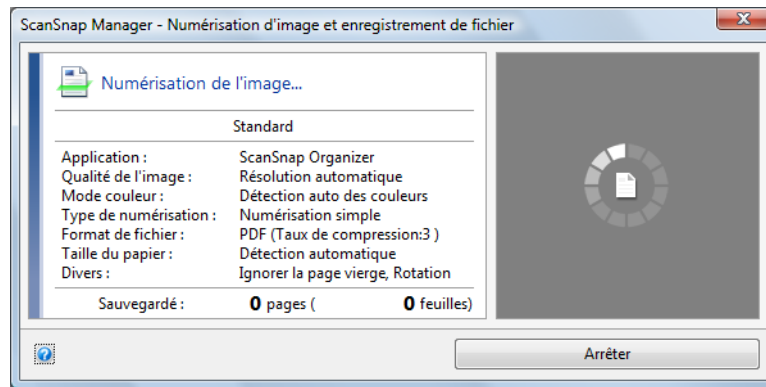 ScanSnap Manager - Numérisation d'image et enregistrement de fichier
Numérisation de l'image...
Standard
Application : ScanSnap Organizer
Qualité de l'image : Résolution automatique
Mode couleur : Détection auto des couleurs
Type de numérisation : Numérisation simple
Format de fichier : PDF (Taux de compression:3 )
Taille du papier : Détection automatique
Divers : Ignorer la page vierge, Rotation
Sauvegardé : 0 pages ( 0 feuilles)
Arrêter